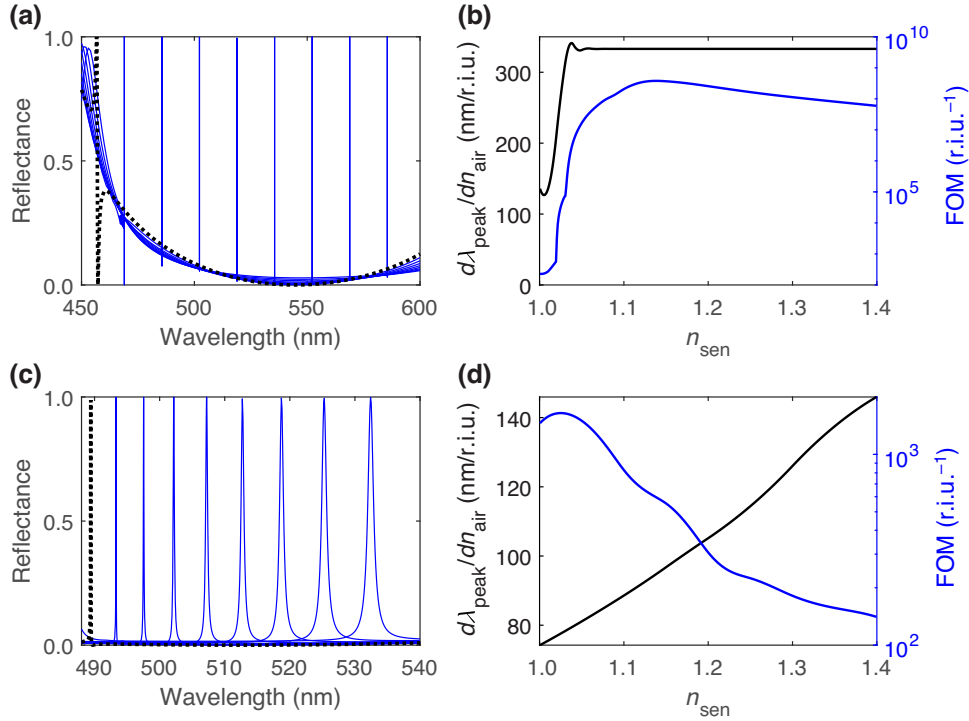 (a)
1.0
0.5
0.0
Reflectance
450
500
550
600
Wavelength (nm)
(b)
300
200
100
0
dλpeak/dnair (nm/r.i.u.)
10^10
10^5
FOM (r.i.u.⁻¹)
1.0
1.1
1.2
1.3
1.4
nsen
(c)
1.0
0.5
0.0
Reflectance
490
500
510
520
530
540
Wavelength (nm)
(d)
140
120
100
80
dλpeak/dnair (nm/r.i.u.)
10^3
10^2
FOM (r.i.u.⁻¹)
1.0
1.1
1.2
1.3
1.4
nsen